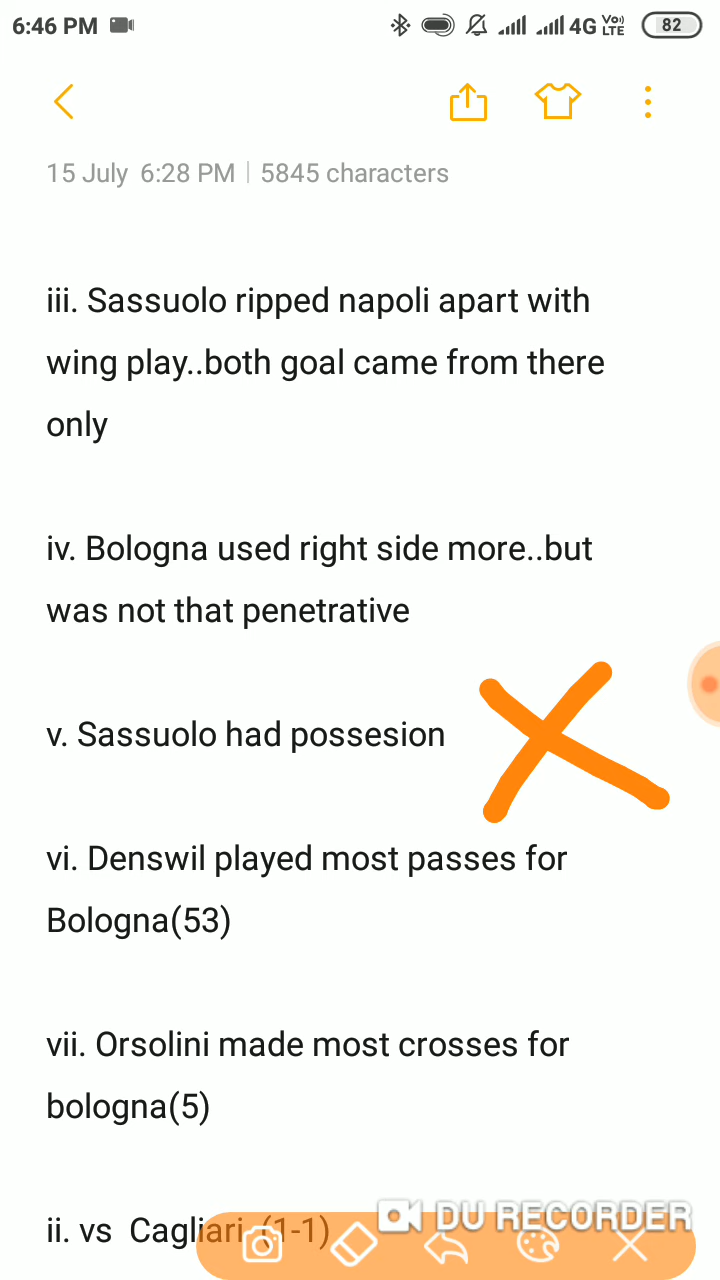 6:46 PM 4G Vo)) LTE 82
15 July 6:28 PM | 5845 characters
iii. Sassuolo ripped napoli apart with
wing play..both goal came from there
only
iv. Bologna used right side more..but
was not that penetrative
v. Sassuolo had possesion
vi. Denswil played most passes for
Bologna(53)
vii. Orsolini made most crosses for
bologna(5)
ii. vs Cagliari (1-1)
DU RECORDER